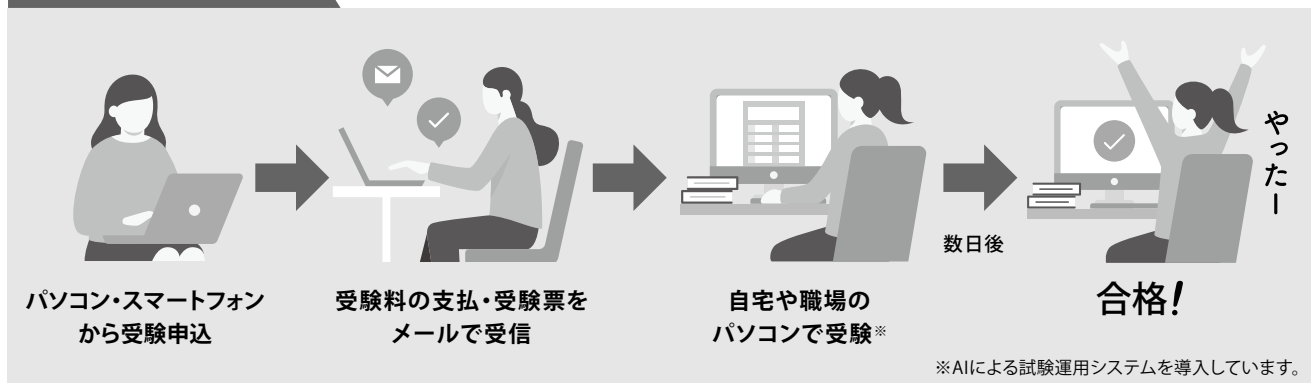 パソコン・スマートフォン
から受験申込
受験料の支払・受験票を
メールで受信
自宅や職場の
パソコンで受験※
数日後
やったー
合格!
※AIによる試験運用システムを導入しています。